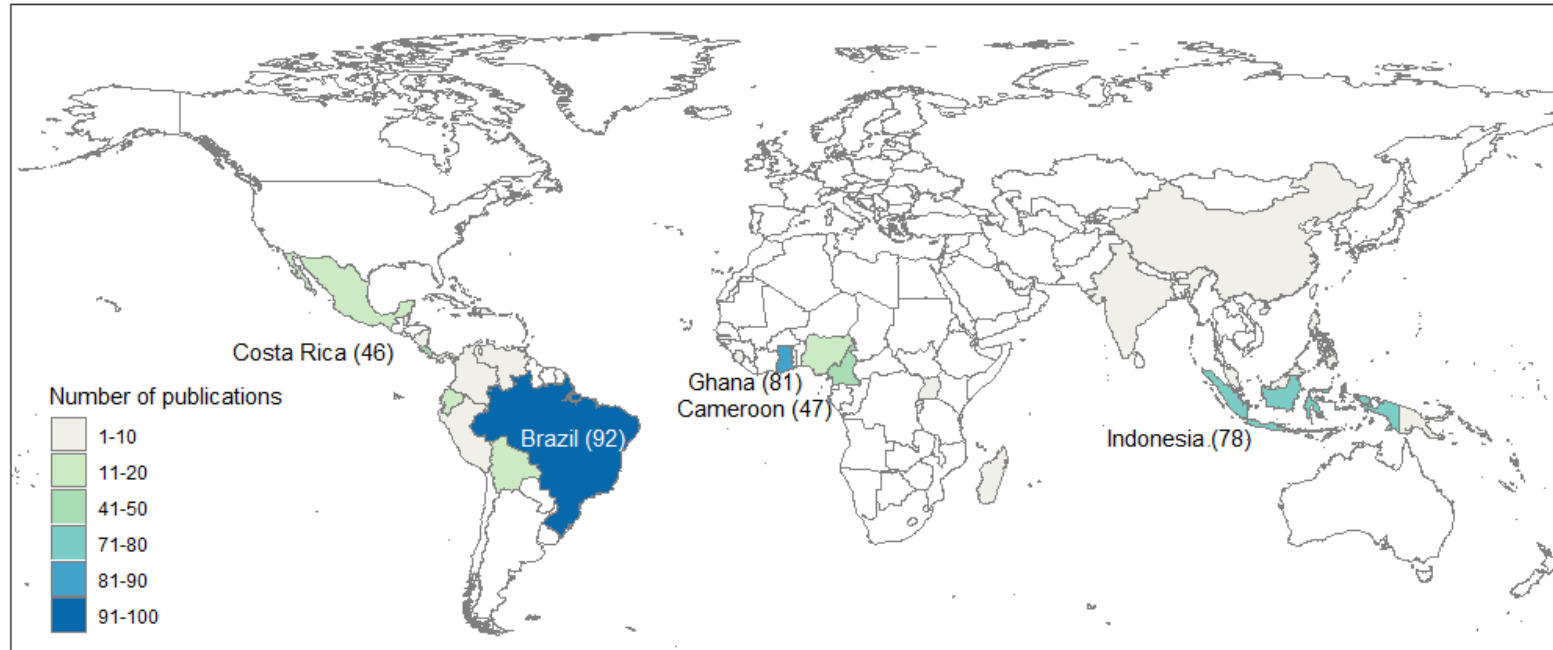 Costa Rica (46)
Ghana (81)
Cameroon (47)
Brazil (92)
Indonesia (78)
Number of publications
1-10
11-20
41-50
71-80
81-90
91-100